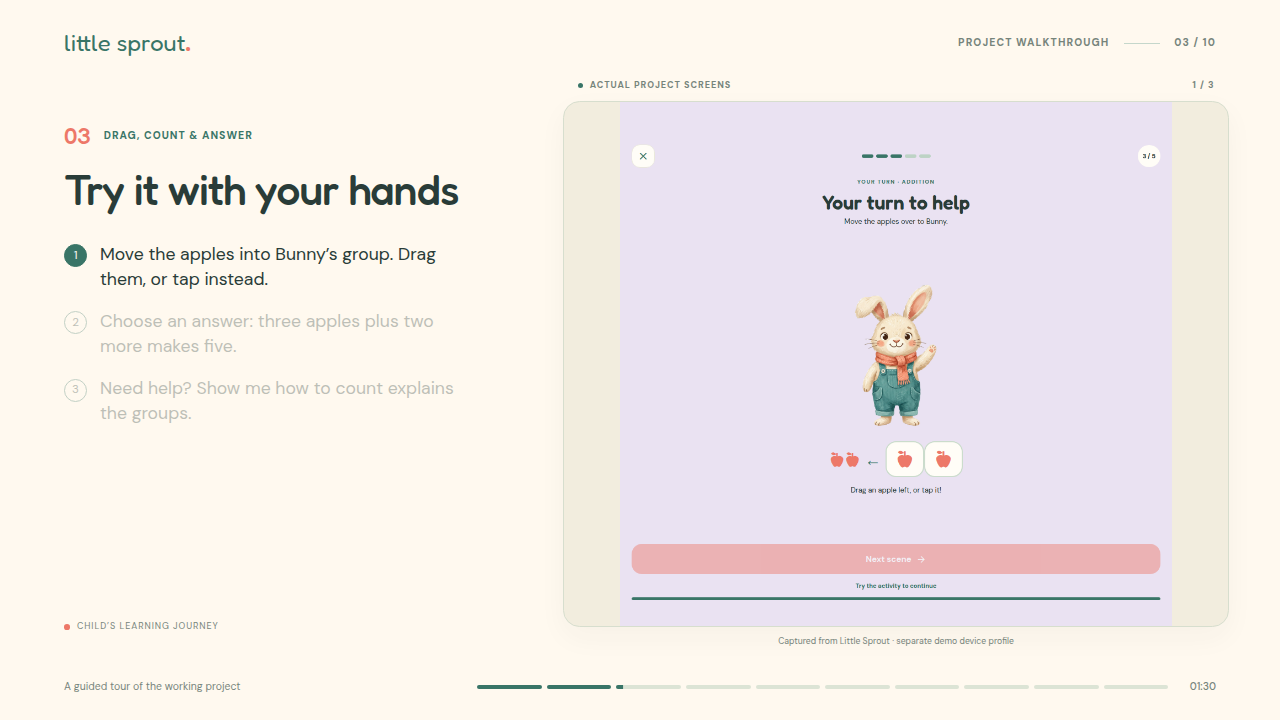 little sprout.
PROJECT WALKTHROUGH
03 / 10
ACTUAL PROJECT SCREENS
1 / 3
03 DRAG, COUNT & ANSWER
Try it with your hands
1 Move the apples into Bunny’s group. Drag
them, or tap instead.
2 Choose an answer: three apples plus two
more makes five.
3 Need help? Show me how to count explains
the groups.
CHILD'S LEARNING JOURNEY
3 / 5
YOUR TURN · ADDITION
Your turn to help
Move the apples over to Bunny.
Drag an apple left, or tap it!
Next scene →
Try the activity to continue
Captured from Little Sprout · separate demo device profile
A guided tour of the working project
01:30